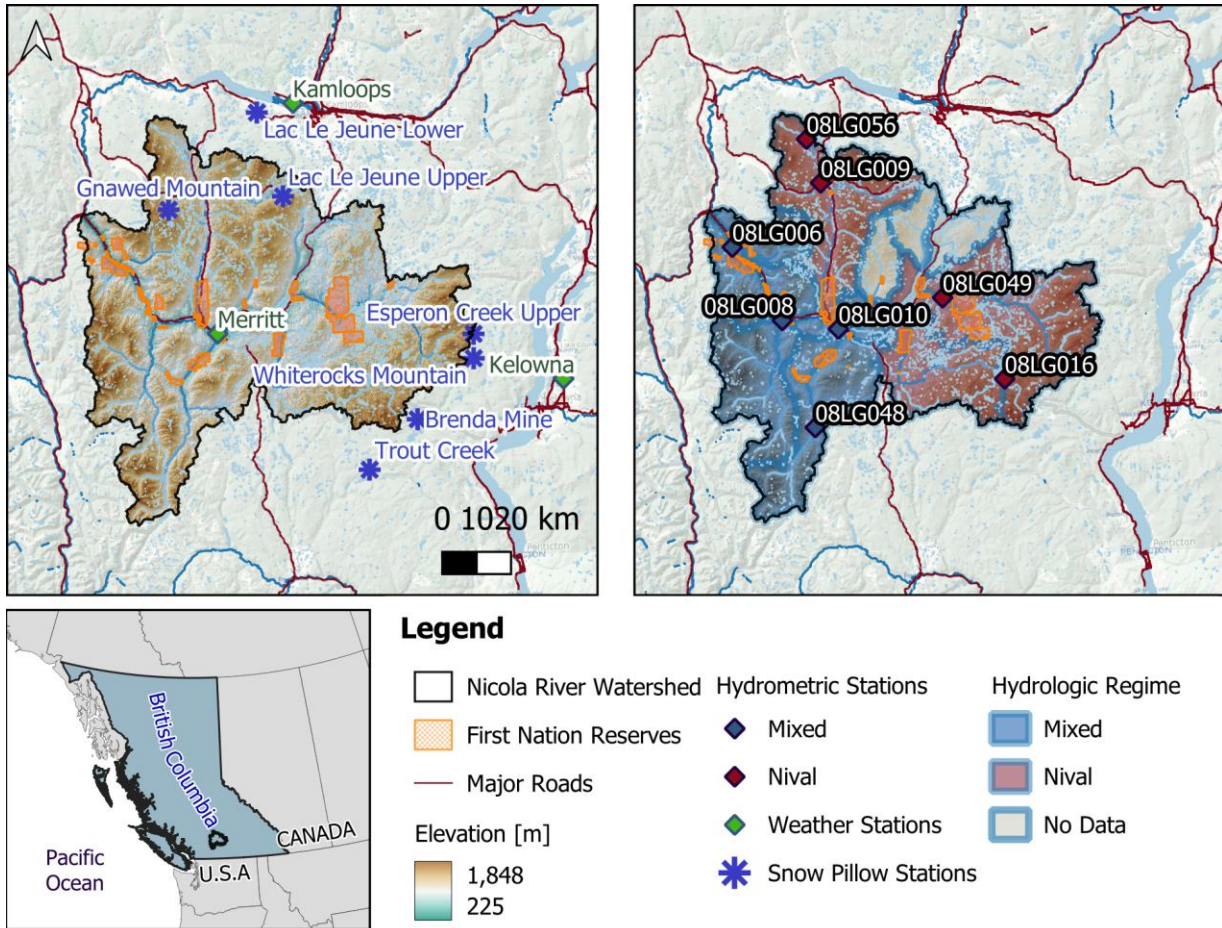 Kamloops
Lac Le Jeune Lower
Lac Le Jeune Upper
Gnawed Mountain
Merritt
Esperon Creek Upper
Whiterocks Mountain
Kelowna
Brenda Mine
Trout Creek
0 1020 km
Kamloops
08LG056
08LG009
08LG006
08LG049
08LG008
08LG010
08LG016
08LG048
Penticton
PENTICTON
British Columbia
CANADA
U.S.A
Pacific
Ocean
Legend
Nicola River Watershed
First Nation Reserves
Major Roads
Elevation [m]
1,848
225
Hydrometric Stations
Mixed
Nival
Weather Stations
Snow Pillow Stations
Hydrologic Regime
Mixed
Nival
No Data